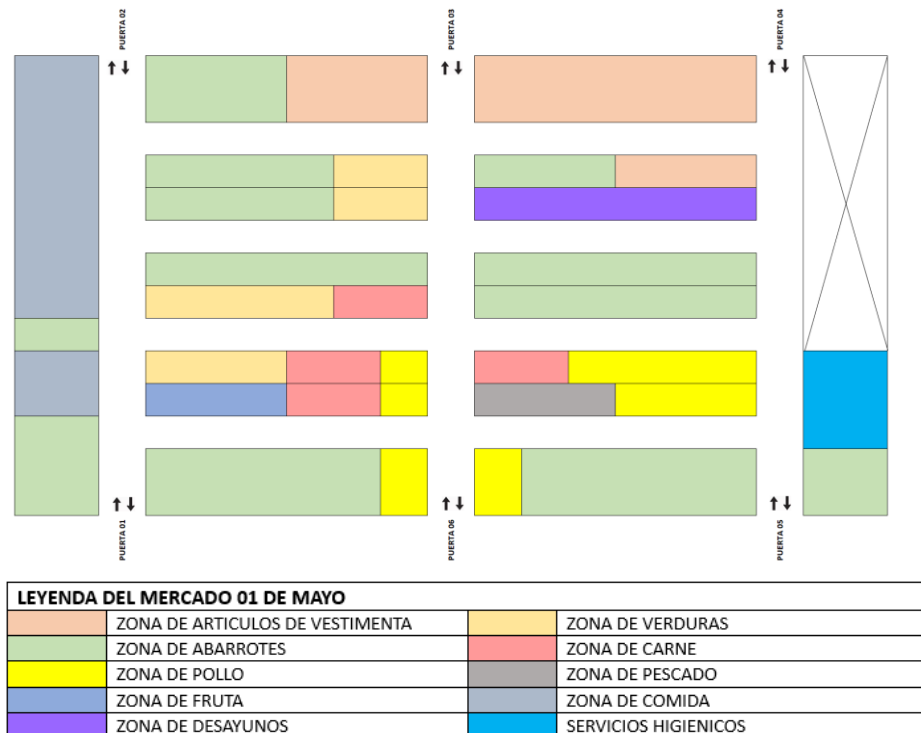 PUERTA 02
PUERTA 03
PUERTA 04
PUERTA 01
PUERTA 06
PUERTA 05
LEYENDA DEL MERCADO 01 DE MAYO
ZONA DE ARTICULOS DE VESTIMENTA
ZONA DE VERDURAS
ZONA DE ABARROTES
ZONA DE CARNE
ZONA DE POLLO
ZONA DE PESCADO
ZONA DE FRUTA
ZONA DE COMIDA
ZONA DE DESAYUNOS
SERVICIOS HIGIENICOS